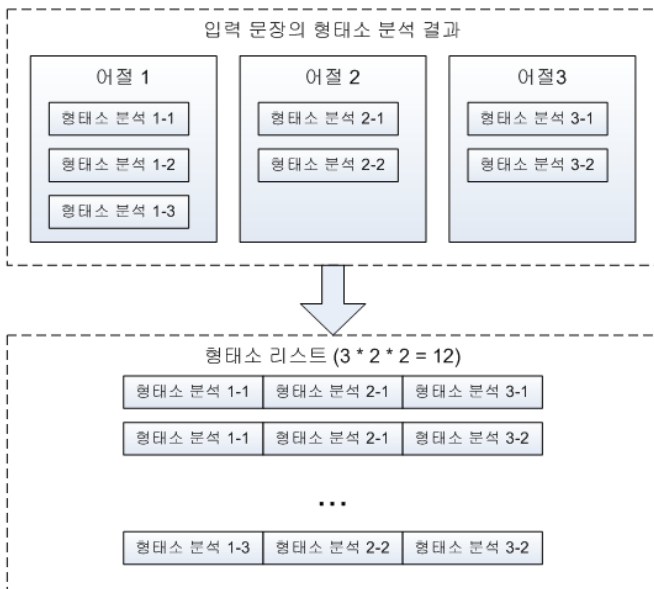 입력 문장의 형태소 분석 결과
어절 1
형태소 분석 1-1
형태소 분석 1-2
형태소 분석 1-3
어절 2
형태소 분석 2-1
형태소 분석 2-2
어절3
형태소 분석 3-1
형태소 분석 3-2
형태소 리스트 (3 * 2 * 2 = 12)
형태소 분석 1-1 형태소 분석 2-1 형태소 분석 3-1
형태소 분석 1-1 형태소 분석 2-1 형태소 분석 3-2
...
형태소 분석 1-3 형태소 분석 2-2 형태소 분석 3-2